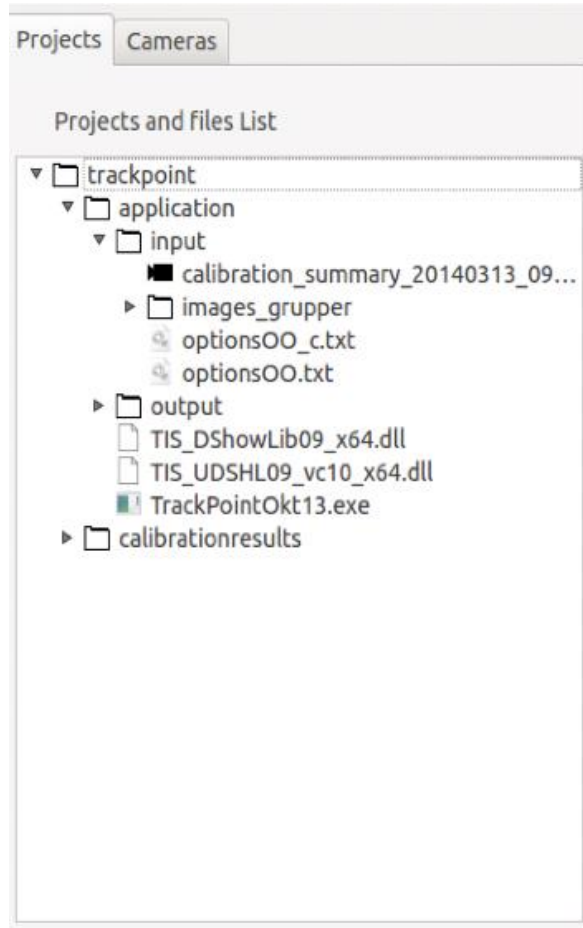 Projects Cameras
Projects and files List
trackpoint
application
input
calibration_summary_20140313_09...
images_grupper
optionsOO_c.txt
optionsOO.txt
output
TIS_DShowLib09_x64.dll
TIS_UDSHL09_vc10_x64.dll
TrackPointOkt13.exe
calibrationresults